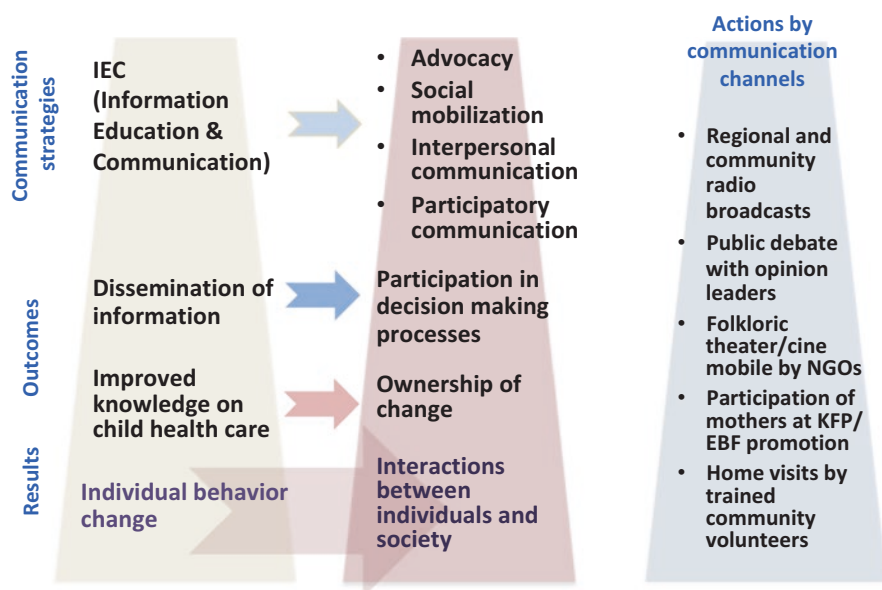 Communication
strategies
IEC
(Information
Education &
Communication)
• Advocacy
• Social
mobilization
• Interpersonal
communication
• Participatory
communication
Outcomes
Dissemination of
information
Participation in
decision making
processes
Improved
knowledge on
child health care
Ownership of
change
Results
Individual behavior
change
Interactions
between
individuals and
society
Actions by
communication
channels
• Regional and
community
radio
broadcasts
• Public debate
with opinion
leaders
• Folkloric
theater/cine
mobile by NGOs
• Participation of
mothers at KFP/
EBF promotion
• Home visits by
trained
community
volunteers